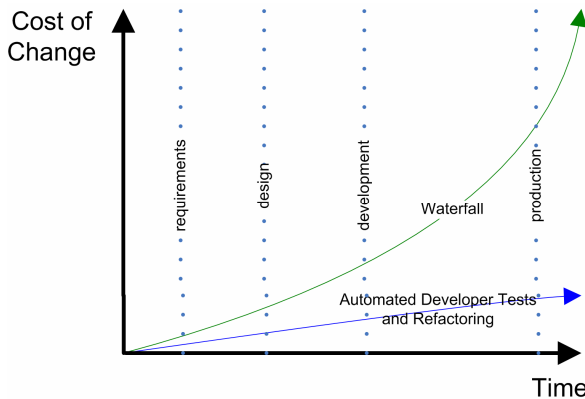 Cost of
Change
requirements
design
development
production
Waterfall
Automated Developer Tests
and Refactoring
Time